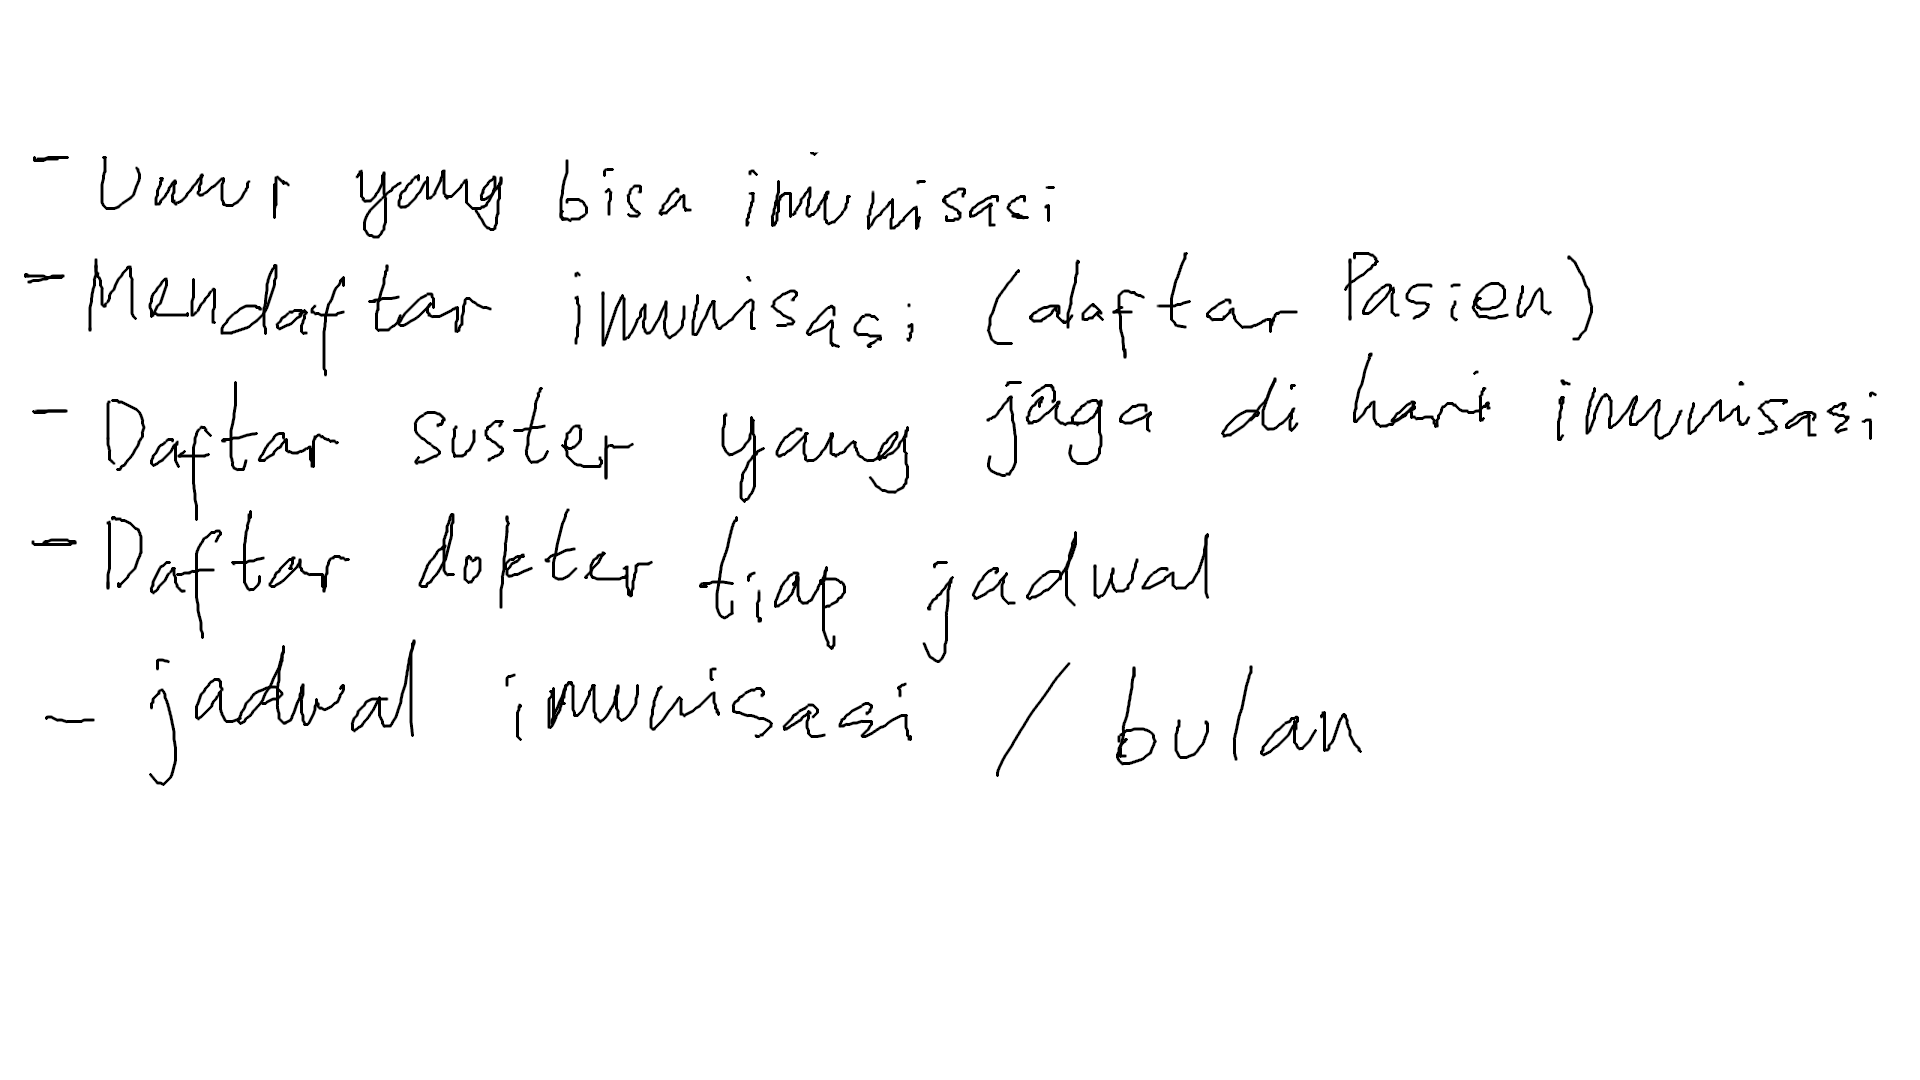 - Umur yang bisa imunisasi
- Mendaftar imunisasi (daftar Pasien)
- Daftar suster yang jaga di hari imunisasi
- Daftar dokter tiap jadwal
- jadwal imunisasi / bulan